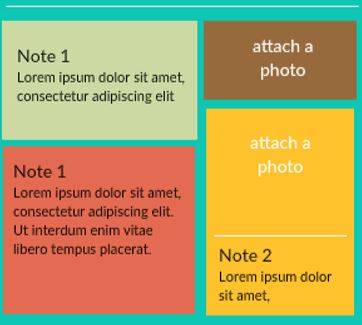 Note 1
Lorem ipsum dolor sit amet,
consectetur adipiscing elit
attach a
photo
Note 1
Lorem ipsum dolor sit amet,
consectetur adipiscing elit.
Ut interdum enim vitae
libero tempus placerat.
attach a
photo
Note 2
Lorem ipsum dolor
sit amet,